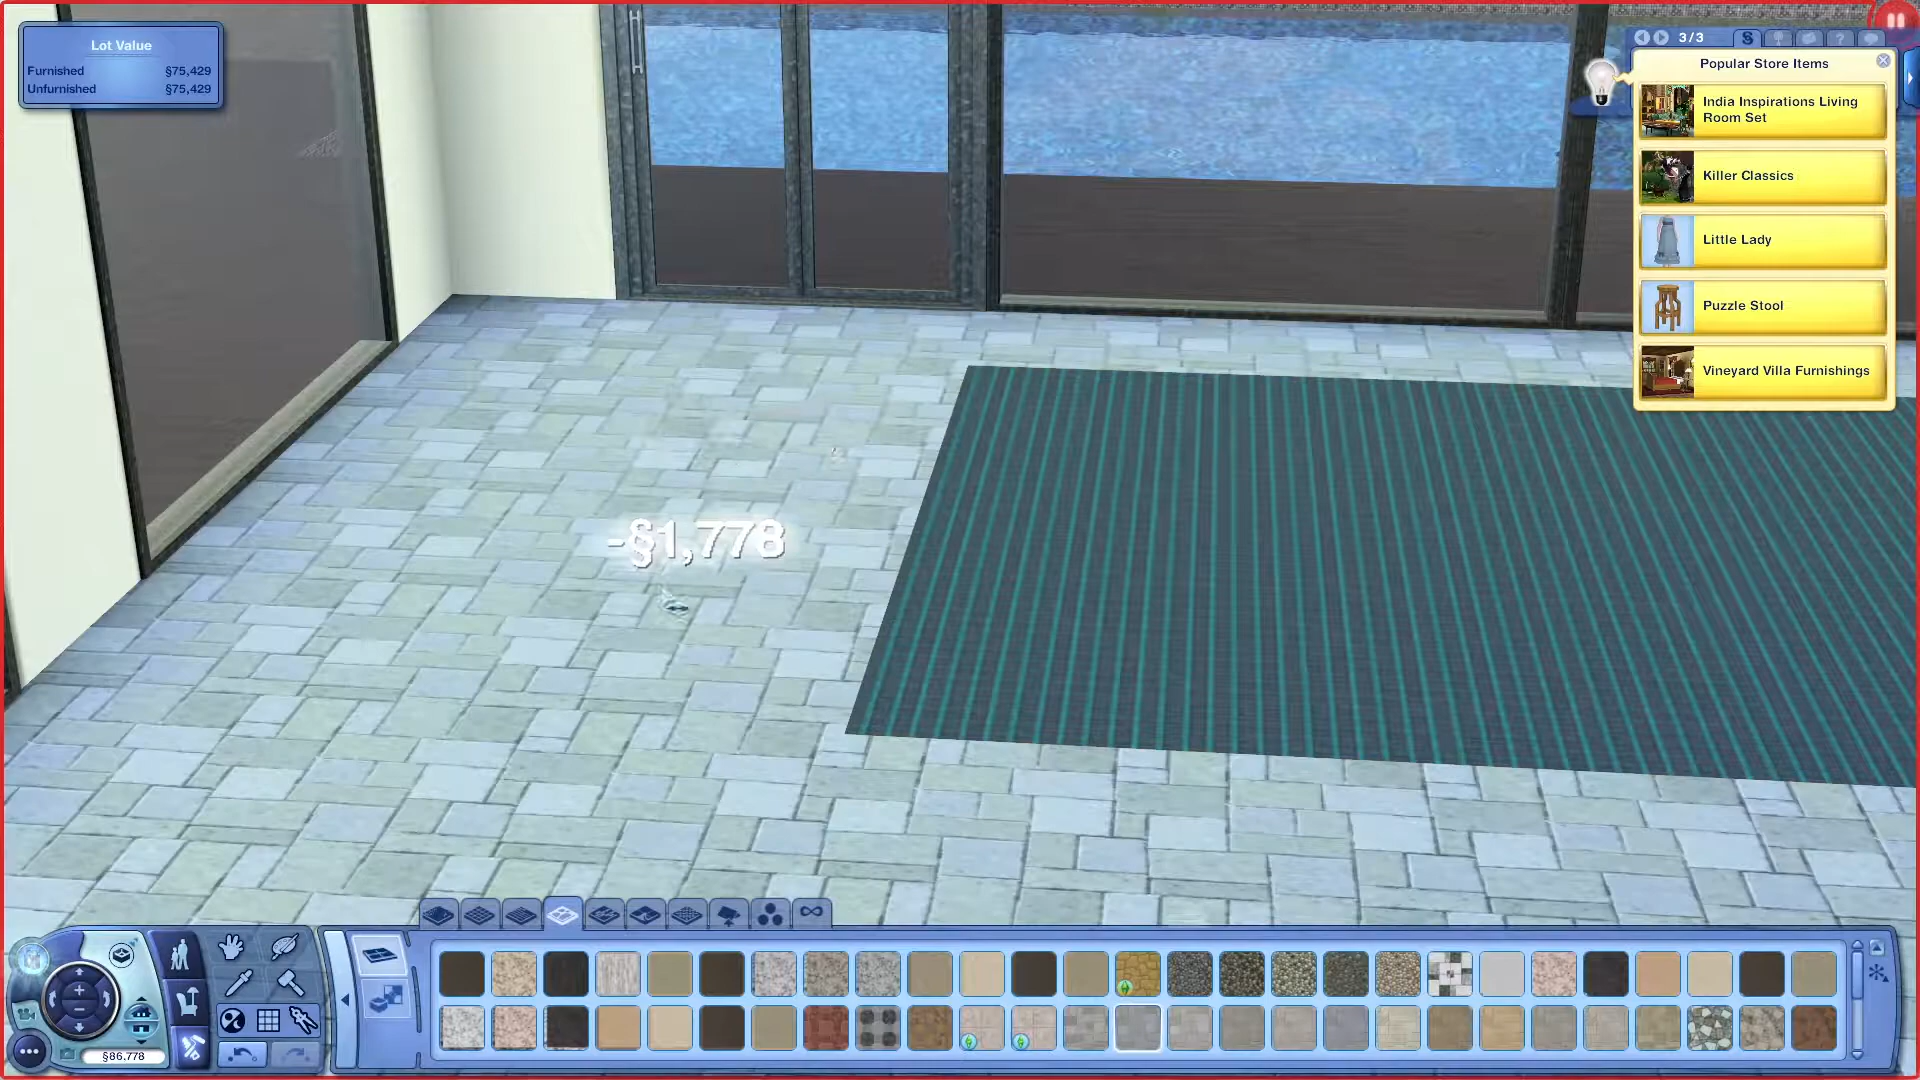 Lot Value
Furnished §75,429
Unfurnished §75,429
3/3
Popular Store Items
India Inspirations Living
Room Set
Killer Classics
Little Lady
Puzzle Stool
Vineyard Villa Furnishings
-§1,778
§86,778